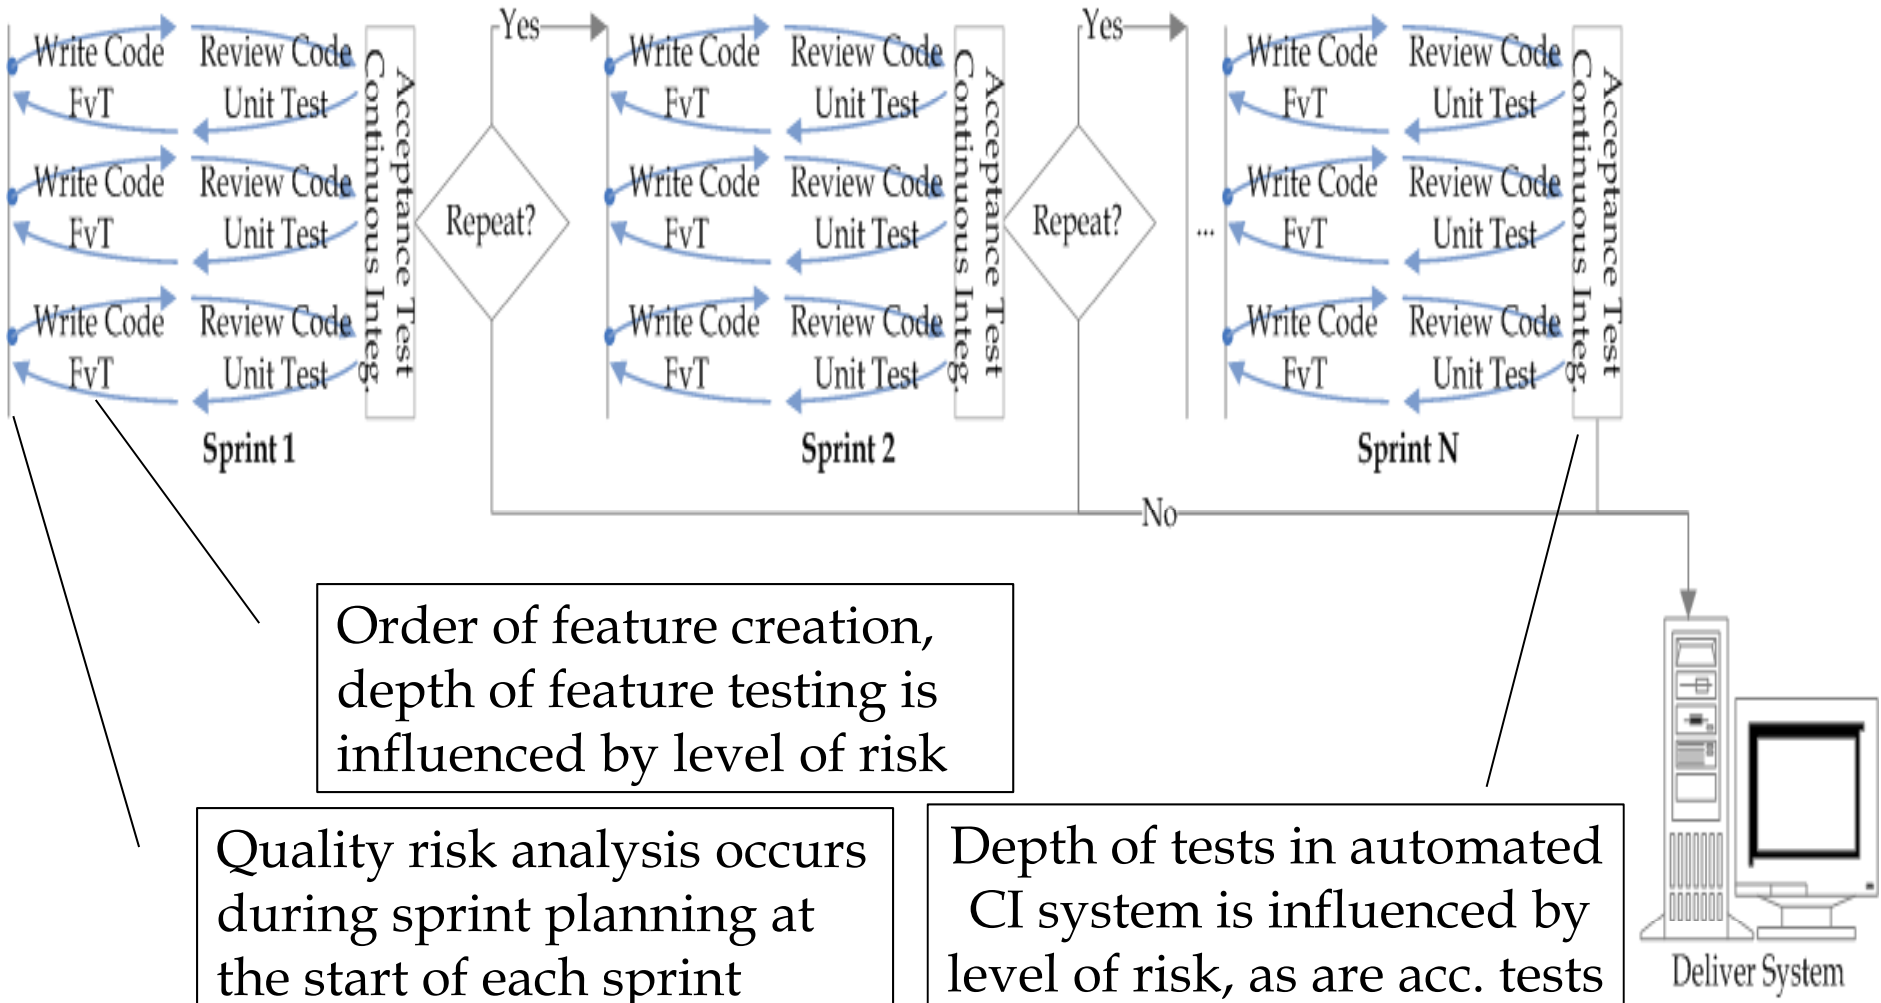 Write Code Review Code
FvT Unit Test
Write Code Review Code
FvT Unit Test
Write Code Review Code
FvT Unit Test
Acceptance Test
Continuous Integ.
Sprint 1
Repeat?
Yes
Write Code Review Code
FvT Unit Test
Write Code Review Code
FvT Unit Test
Write Code Review Code
FvT Unit Test
Acceptance Test
Continuous Integ.
Sprint 2
Repeat?
Yes
...
Write Code Review Code
FvT Unit Test
Write Code Review Code
FvT Unit Test
Write Code Review Code
FvT Unit Test
Acceptance Test
Continuous Integ.
Sprint N
No
Order of feature creation,
depth of feature testing is
influenced by level of risk
Quality risk analysis occurs
during sprint planning at
the start of each sprint
Depth of tests in automated
CI system is influenced by
level of risk, as are acc. tests
Deliver System